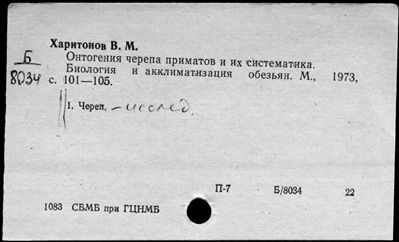 Харитонов В. М.
Б
8034
Онтогения черепа приматов и их систематика.
Биология и акклиматизация обезьян. М., 1973,
с. 101—105.
1. Череп, – исслед.
П-7 Б/8034 22
1083 СБМБ при ГЦНМБ